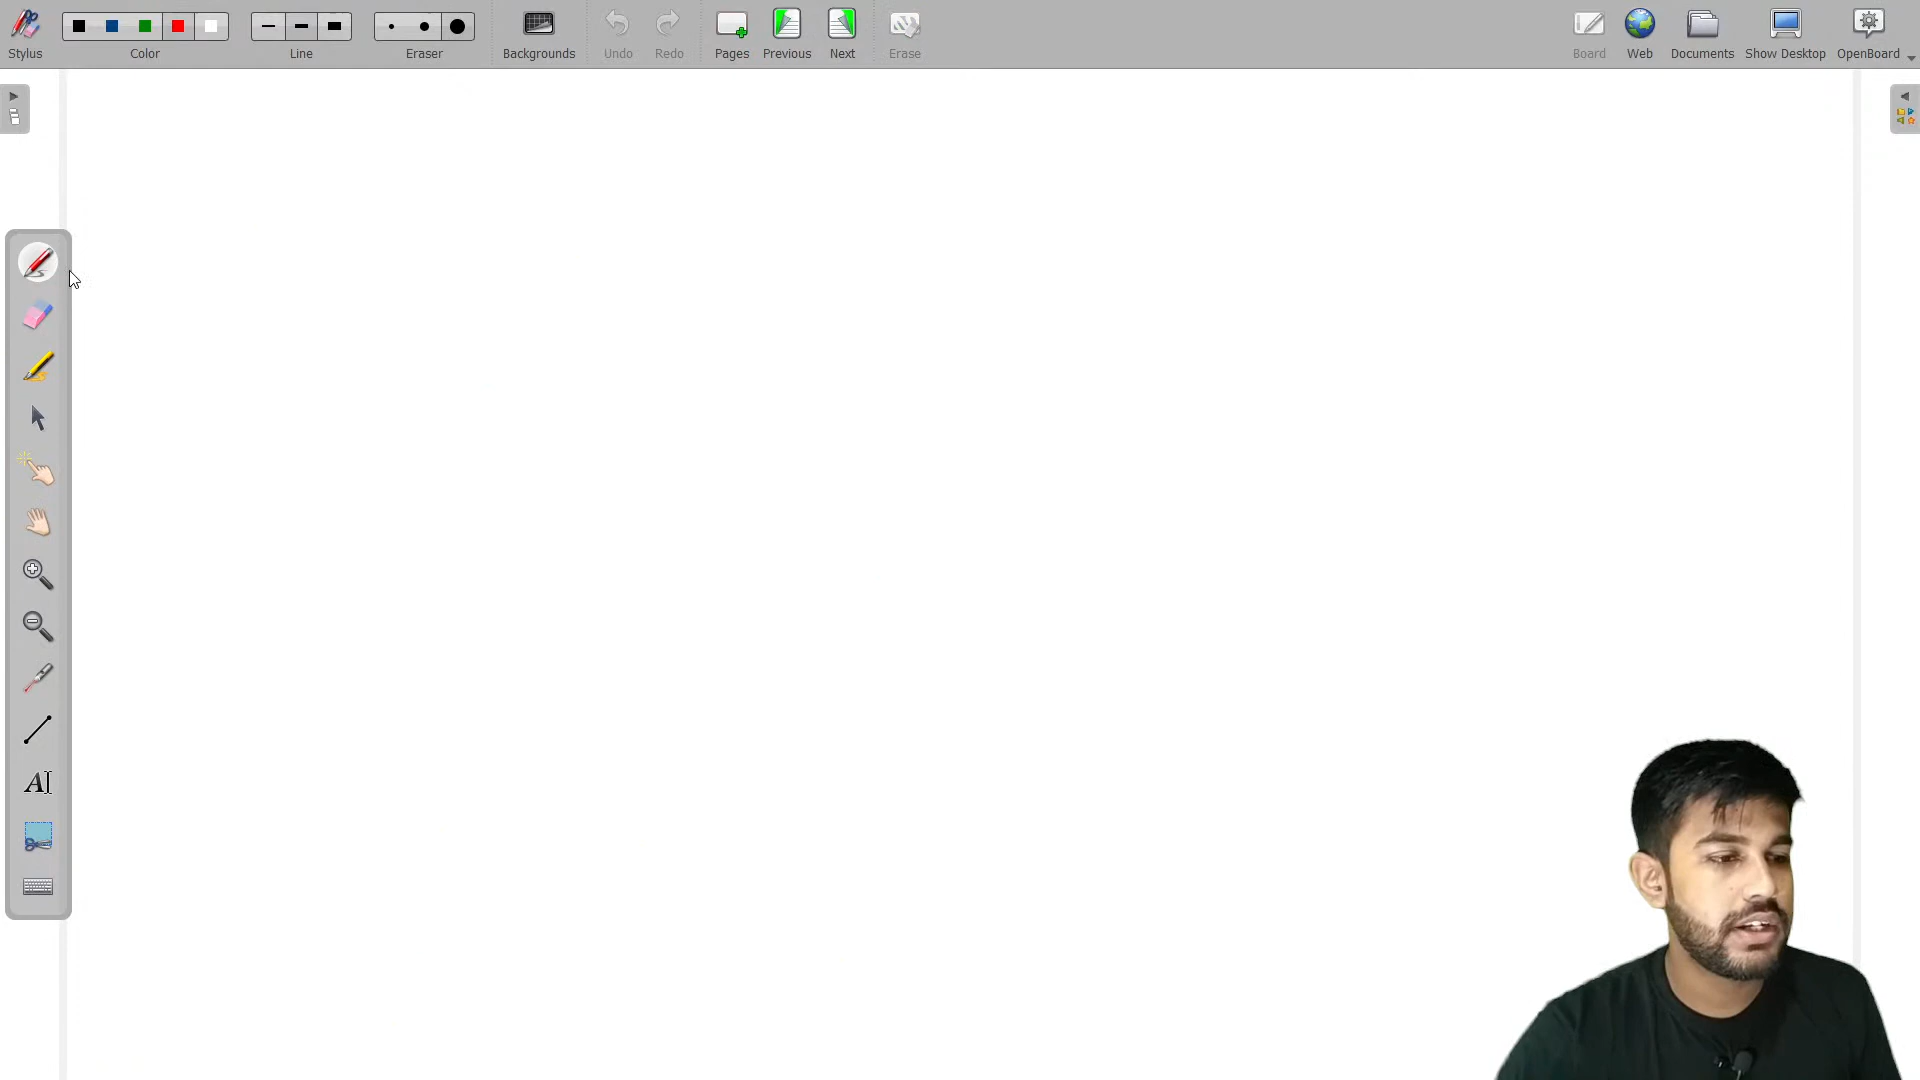 Stylus
Color
Line
Eraser
Backgrounds
Undo
Redo
Pages
Previous
Next
Erase
Board
Web
Documents
Show Desktop
OpenBoard